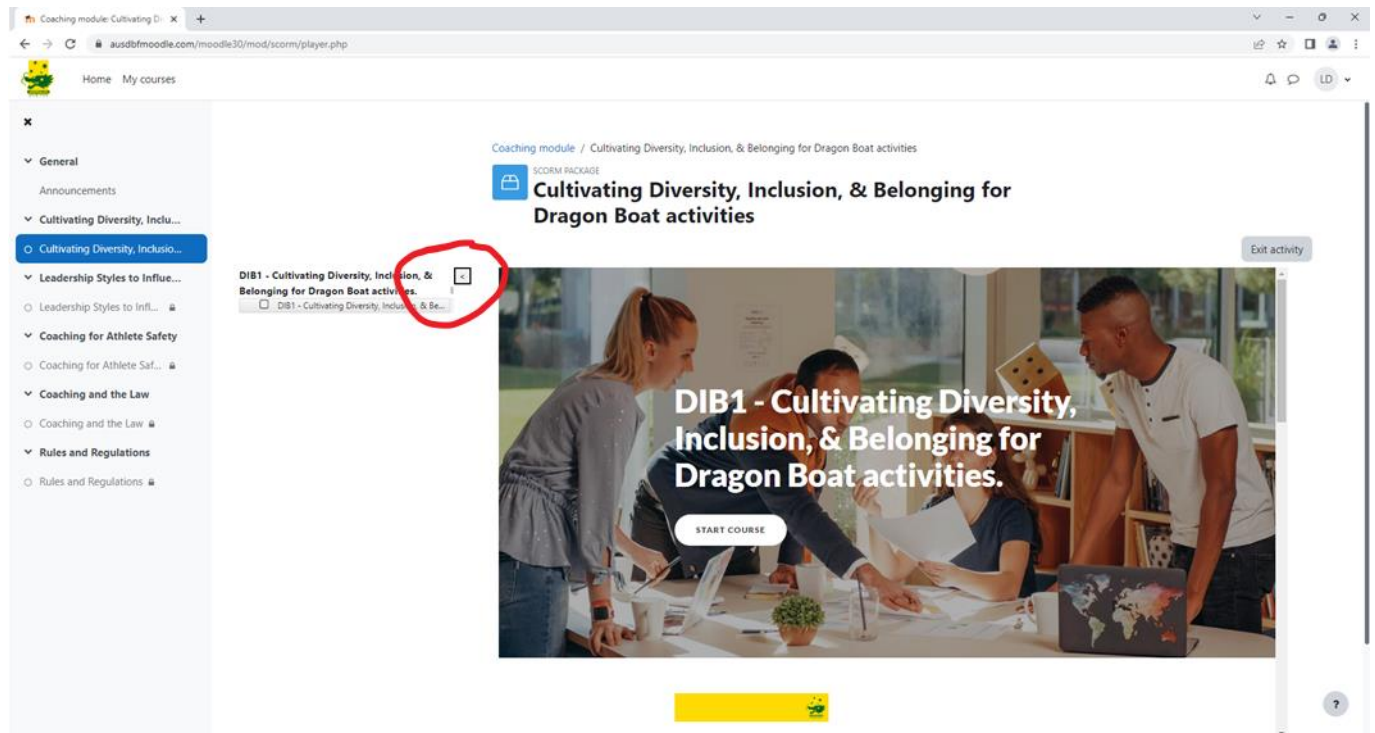 Coaching module: Cultivating Di
ausdbfmoodle.com/moodle30/mod/scorm/player.php
Home My courses
LD
General
Announcements
Cultivating Diversity, Inclu...
Cultivating Diversity, Inclusio...
Leadership Styles to Influe...
Leadership Styles to Infl...
Coaching for Athlete Safety
Coaching for Athlete Saf...
Coaching and the Law
Coaching and the Law
Rules and Regulations
Rules and Regulations
Coaching module / Cultivating Diversity, Inclusion, & Belonging for Dragon Boat activities
SCORM PACKAGE
Cultivating Diversity, Inclusion, & Belonging for
Dragon Boat activities
Exit activity
DIB1 - Cultivating Diversity, Inclusion, &
Belonging for Dragon Boat activities.
<
DIB1 - Cultivating Diversity, Inclusion, & Be...
DIB1 - Cultivating Diversity,
Inclusion, & Belonging for
Dragon Boat activities.
START COURSE
?